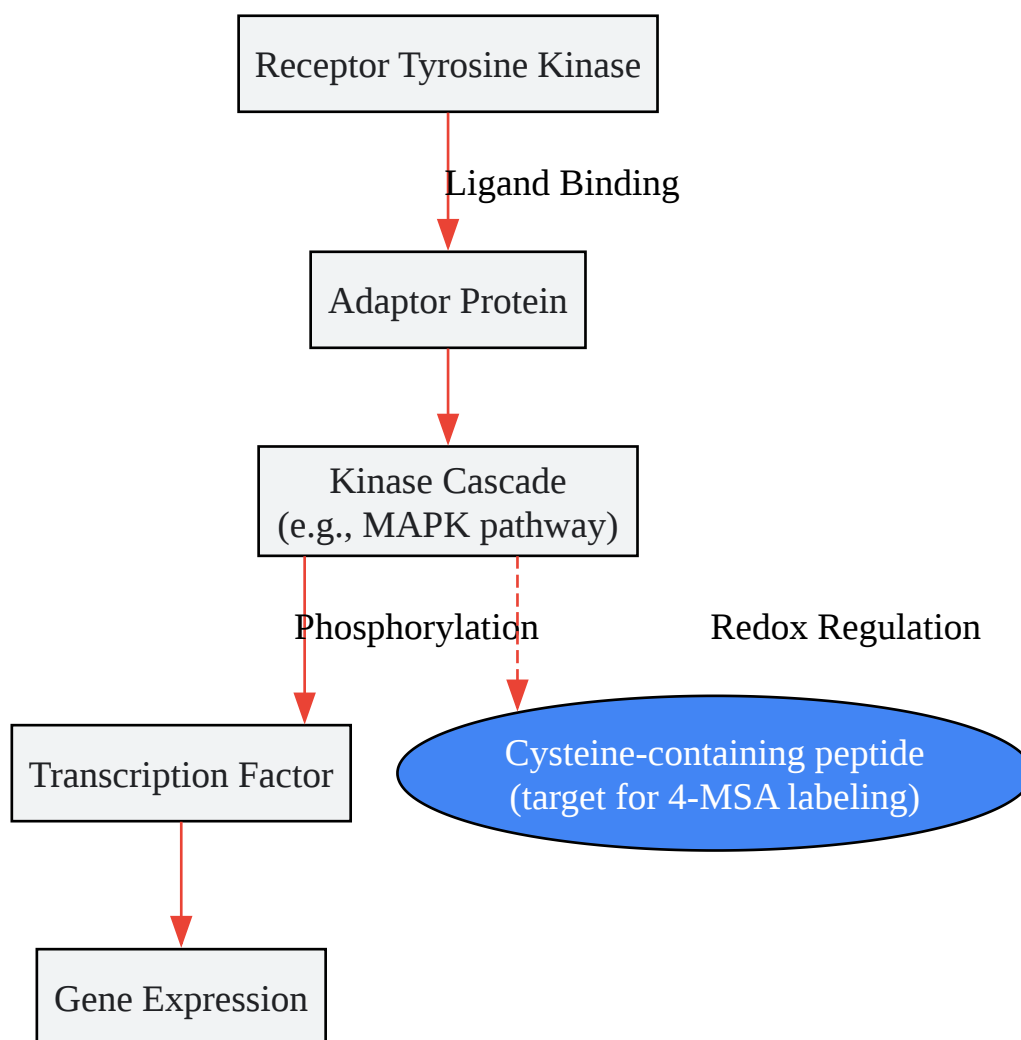 Receptor Tyrosine Kinase
Ligand Binding
Adaptor Protein
Kinase Cascade
(e.g., MAPK pathway)
Phosphorylation
Redox Regulation
Transcription Factor
Cysteine-containing peptide
(target for 4-MSA labeling)
Gene Expression